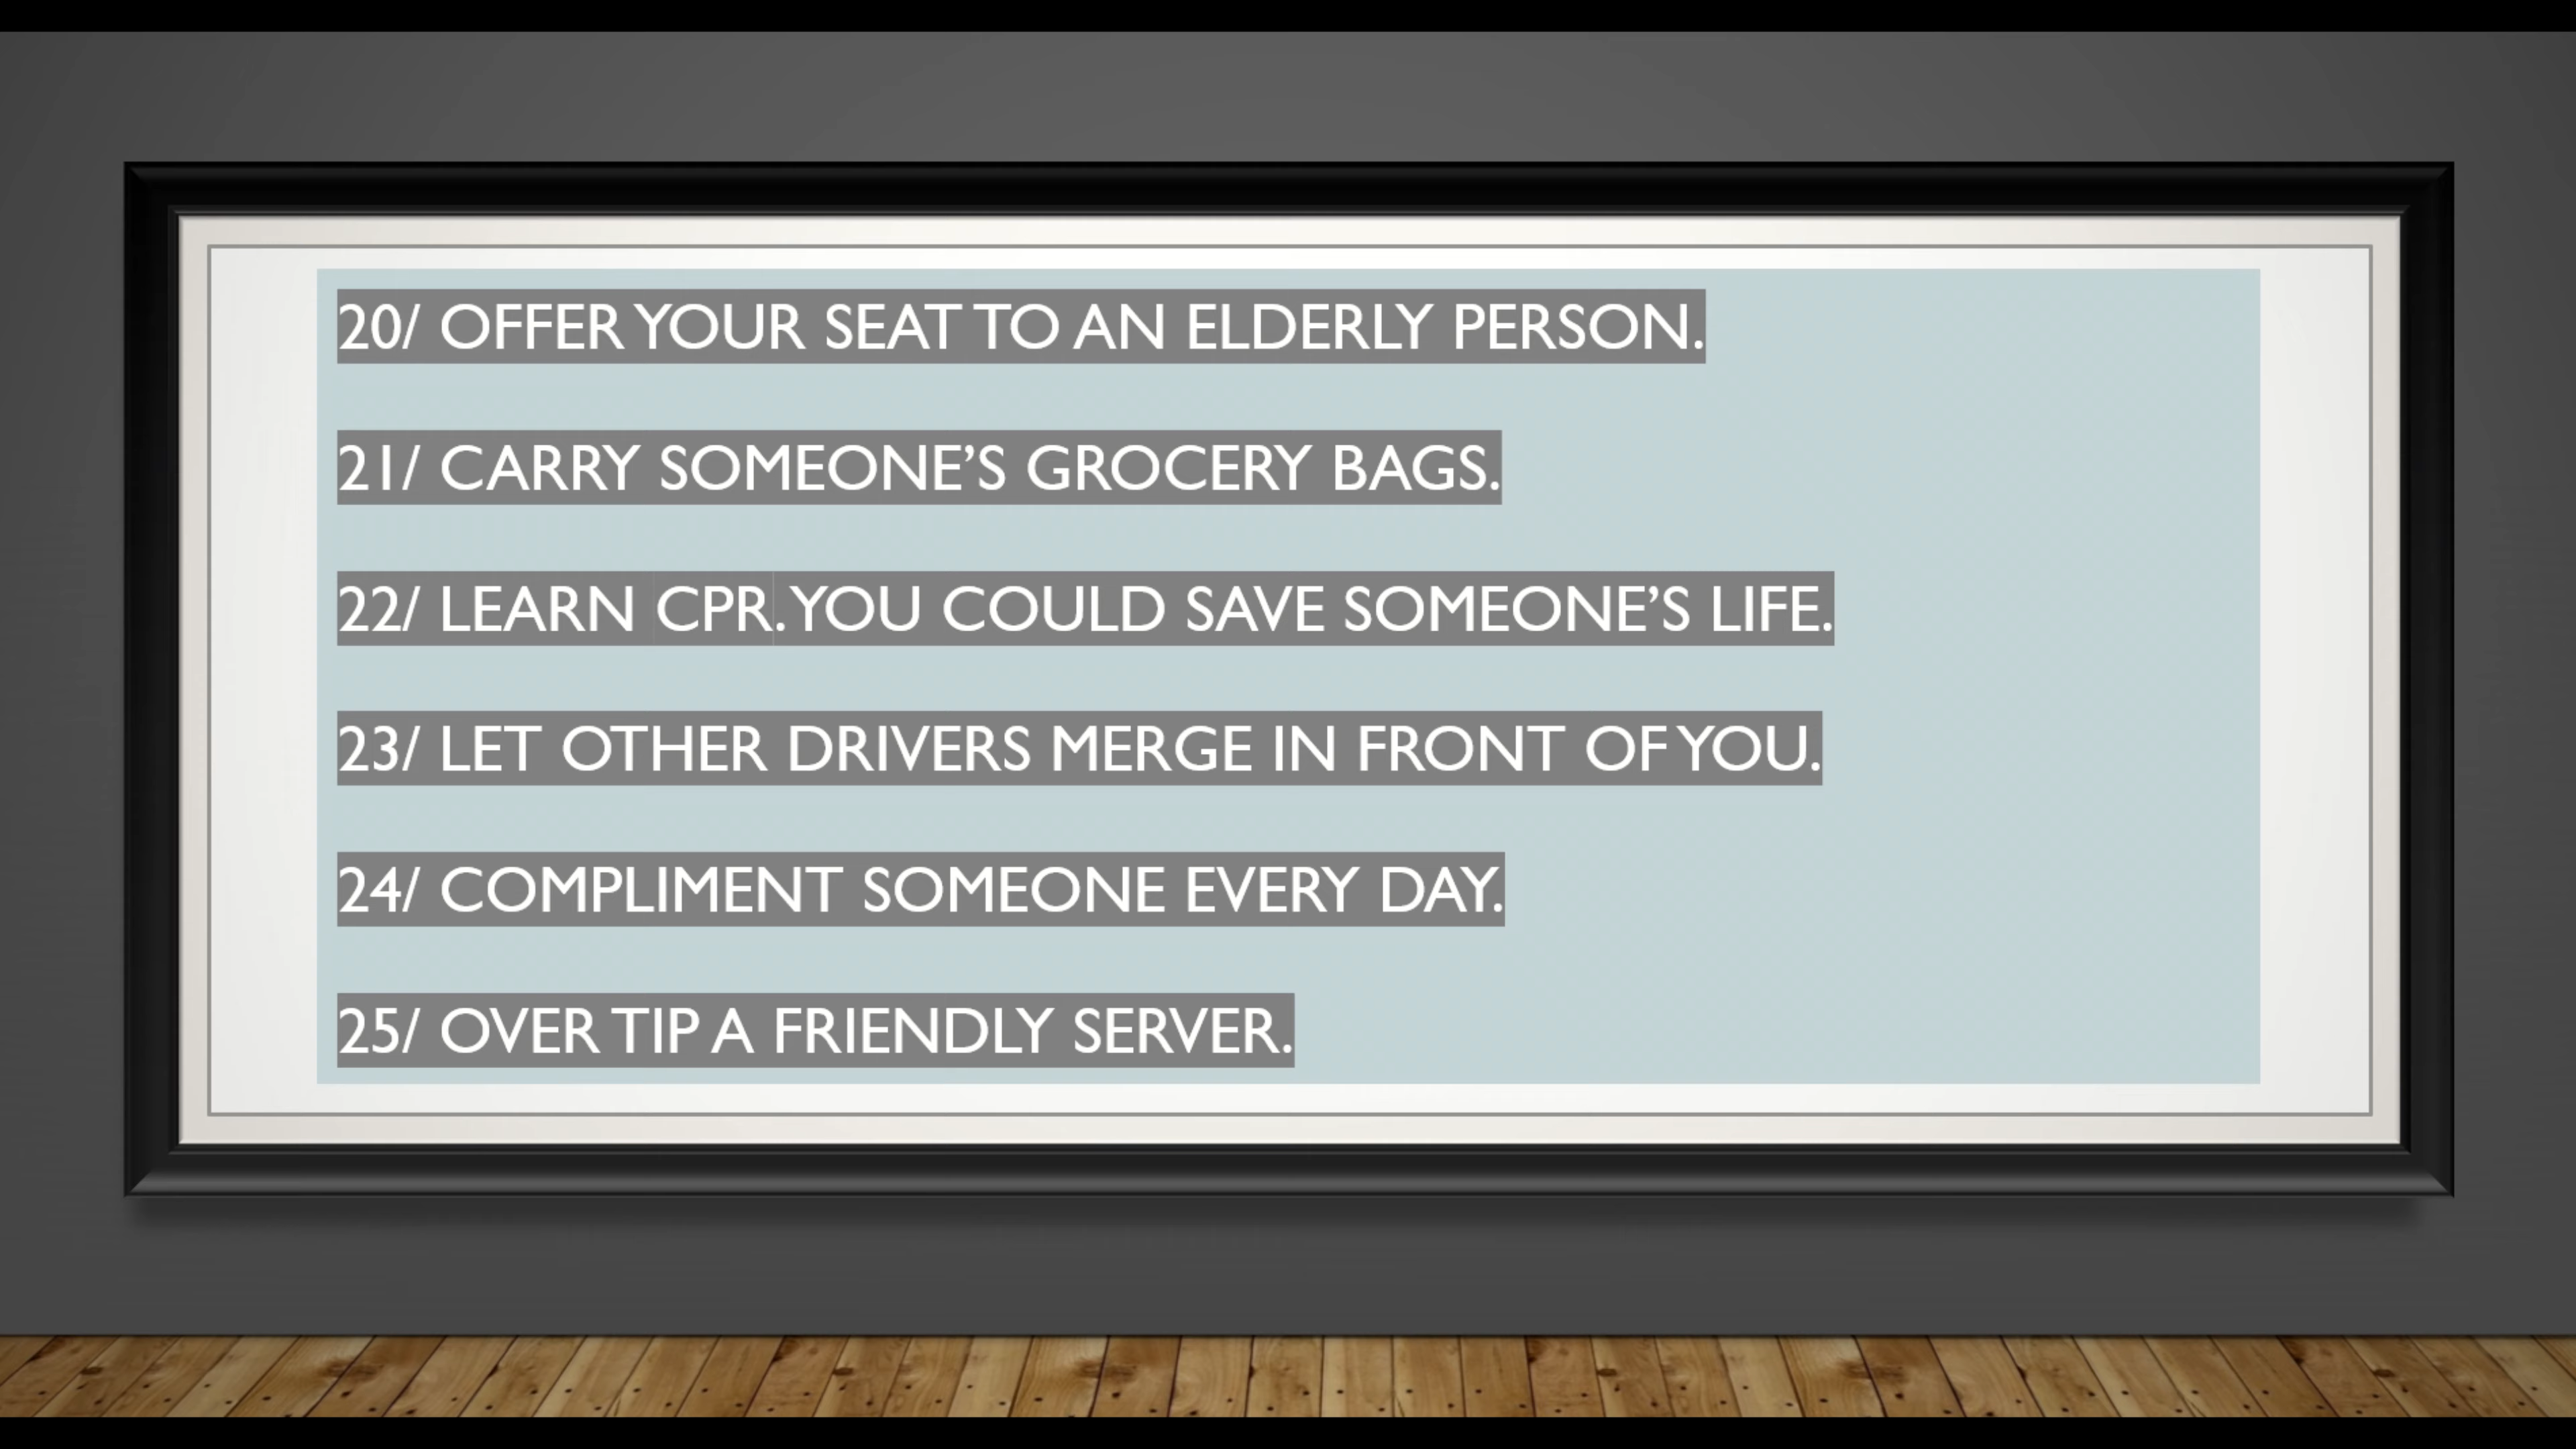 20/ OFFER YOUR SEAT TO AN ELDERLY PERSON.
21/ CARRY SOMEONE’S GROCERY BAGS.
22/ LEARN CPR. YOU COULD SAVE SOMEONE’S LIFE.
23/ LET OTHER DRIVERS MERGE IN FRONT OF YOU.
24/ COMPLIMENT SOMEONE EVERY DAY.
25/ OVER TIP A FRIENDLY SERVER.